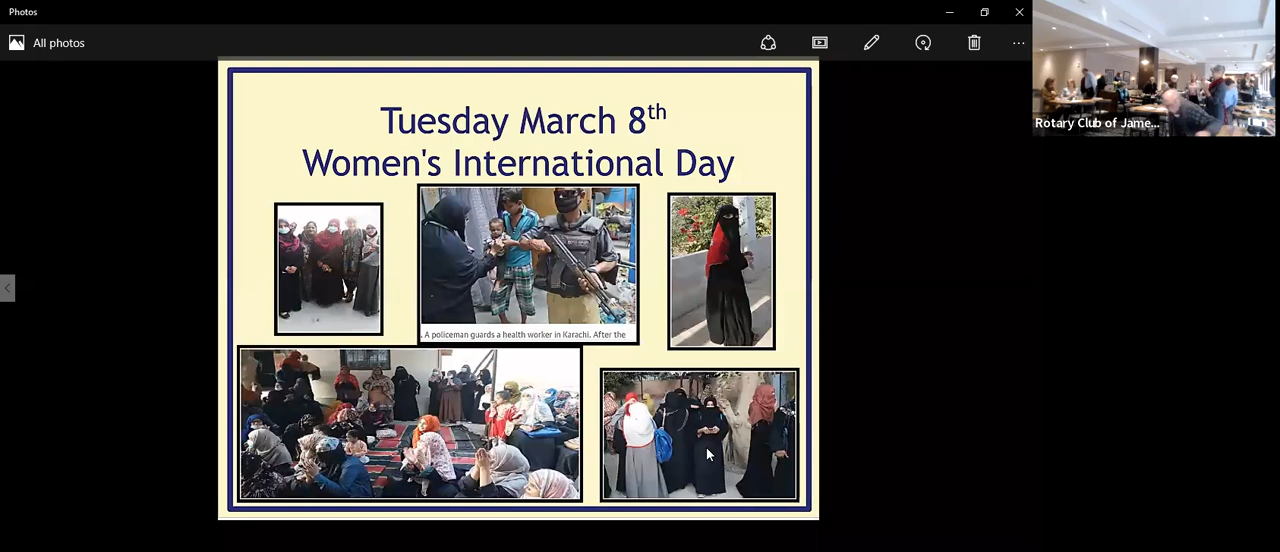 Photos
All photos
Rotary Club of Jame...
Tuesday March 8th
Women's International Day
. A policeman guards a health worker in Karachi. After the